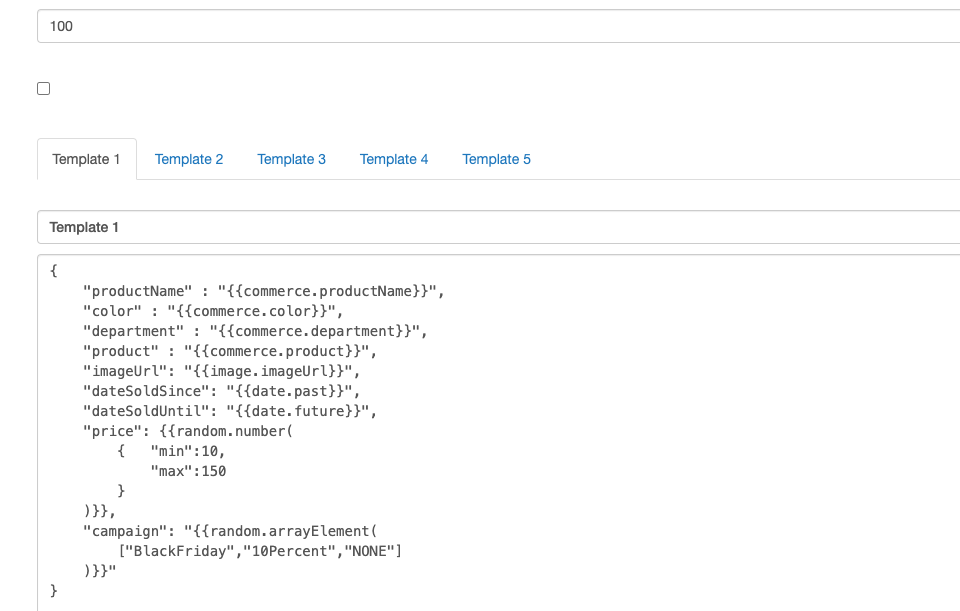 100
Template 1 Template 2 Template 3 Template 4 Template 5
Template 1
{
    "productName" : "{{commerce.productName}}",
    "color" : "{{commerce.color}}",
    "department" : "{{commerce.department}}",
    "product" : "{{commerce.product}}",
    "imageUrl": "{{image.imageUrl}}",
    "dateSoldSince": "{{date.past}}",
    "dateSoldUntil": "{{date.future}}",
    "price": {{random.number(
        {   "min":10,
            "max":150
        }
    )}},
    "campaign": "{{random.arrayElement(
        ["BlackFriday","10Percent","NONE"]
    )}}"
}